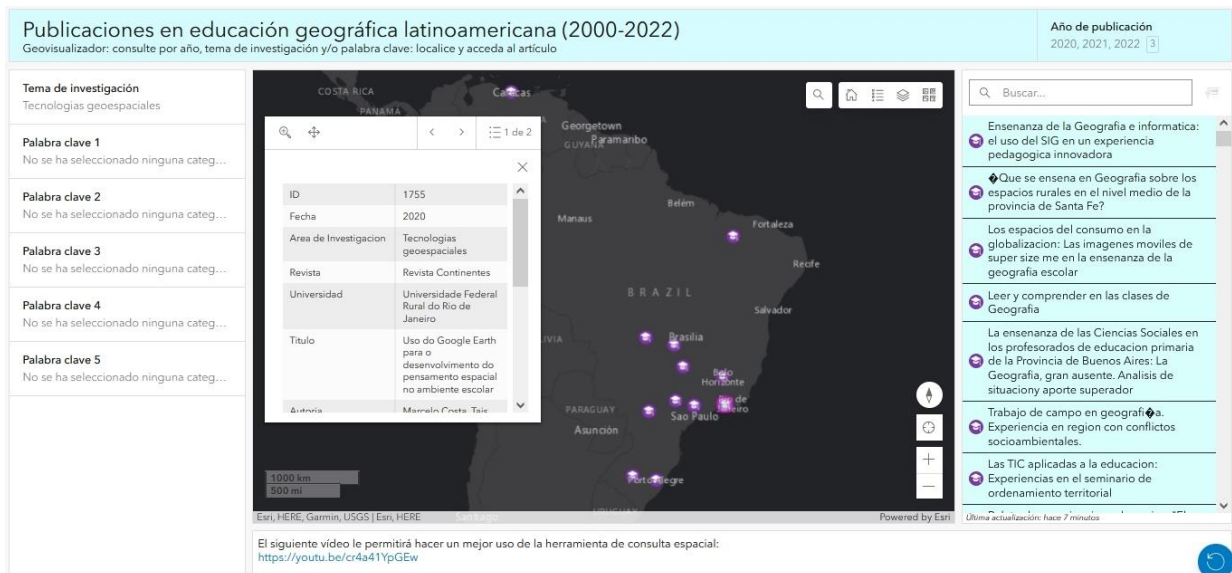 Publicaciones en educación geográfica latinoamericana (2000-2022)
Geovisualizador: consulte por año, tema de investigación y/o palabra clave: localice y acceda al artículo
Año de publicación
2020, 2021, 2022 3
Tema de investigación
Tecnologias geoespaciales
Palabra clave 1
No se ha seleccionado ninguna categ...
Palabra clave 2
No se ha seleccionado ninguna categ...
Palabra clave 3
No se ha seleccionado ninguna categ...
Palabra clave 4
No se ha seleccionado ninguna categ...
Palabra clave 5
No se ha seleccionado ninguna categ...
COSTA RICA
PANAMA
Caracas
Georgetown
Paramaribo
GUYANA
1 de 2
ID 1755
Fecha 2020
Area de Investigacion Tecnologias
geoespaciales
Revista Revista Continentes
Universidad Universidade Federal
Rural do Rio de
Janeiro
Titulo Uso do Google Earth
para o
desenvolvimento do
pensamento espacial
no ambiente escolar
Autoria Marcelo Costa, Tais
Manaus
Belém
Fortaleza
Recife
BRAZIL
Salvador
Brasília
Belo
Horizonte
Sao Paulo
PARAGUAY
Asunción
1000 km
500 mi
Esri, HERE, Garmin, USGS | Esri, HERE
Santiago
URUGUAY
Powered by Esri
Buscar...
Ensenanza de la Geografia e informatica:
el uso del SIG en un experiencia
pedagogica innovadora
�Que se ensena en Geografia sobre los
espacios rurales en el nivel medio de la
provincia de Santa Fe?
Los espacios del consumo en la
globalizacion: Las imagenes moviles de
super size me en la ensenanza de la
geografia escolar
Leer y comprender en las clases de
Geografia
La ensenanza de las Ciencias Sociales en
los profesorados de educacion primaria
de la Provincia de Buenos Aires: La
Geografia, gran ausente. Analisis de
situaciony aporte superador
Trabajo de campo en geografi�a.
Experiencia en region con conflictos
socioambientales.
Las TIC aplicadas a la educacion:
Experiencias en el seminario de
ordenamiento territorial
Última actualización: hace 7 minutos
El siguiente vídeo le permitirá hacer un mejor uso de la herramienta de consulta espacial:
https://youtu.be/cr4a41YpGEw